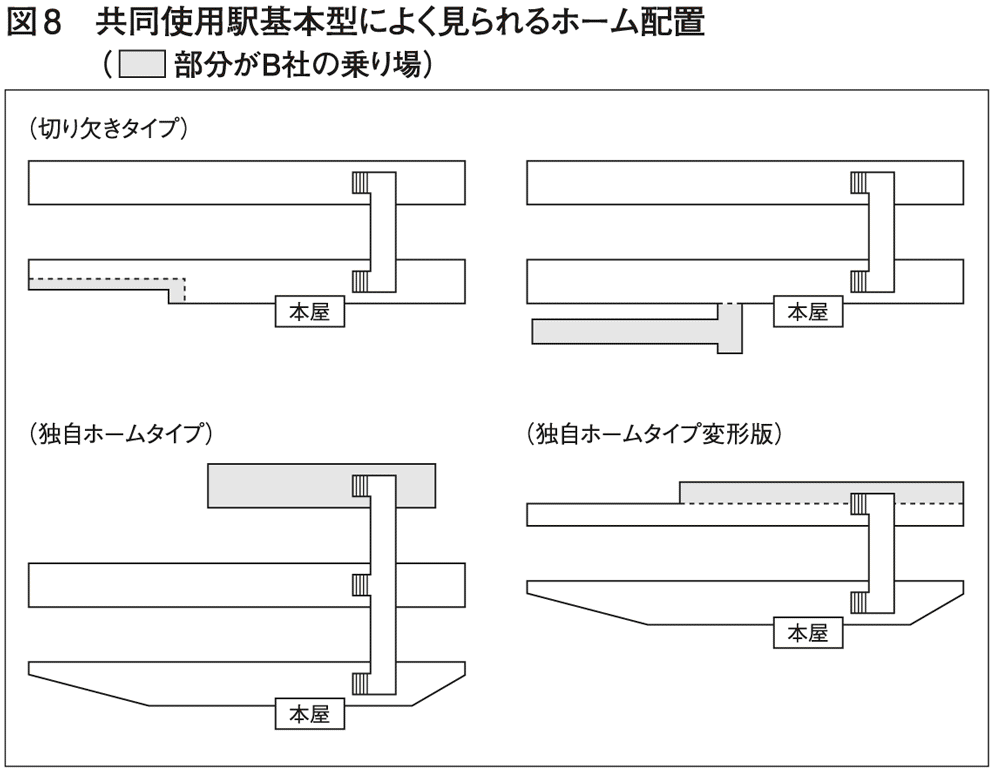 図8 共同使用駅基本型によく見られるホーム配置
（ 部分がB社の乗り場）
（切り欠きタイプ）
本屋
本屋
（独自ホームタイプ）
（独自ホームタイプ変形版）
本屋
本屋